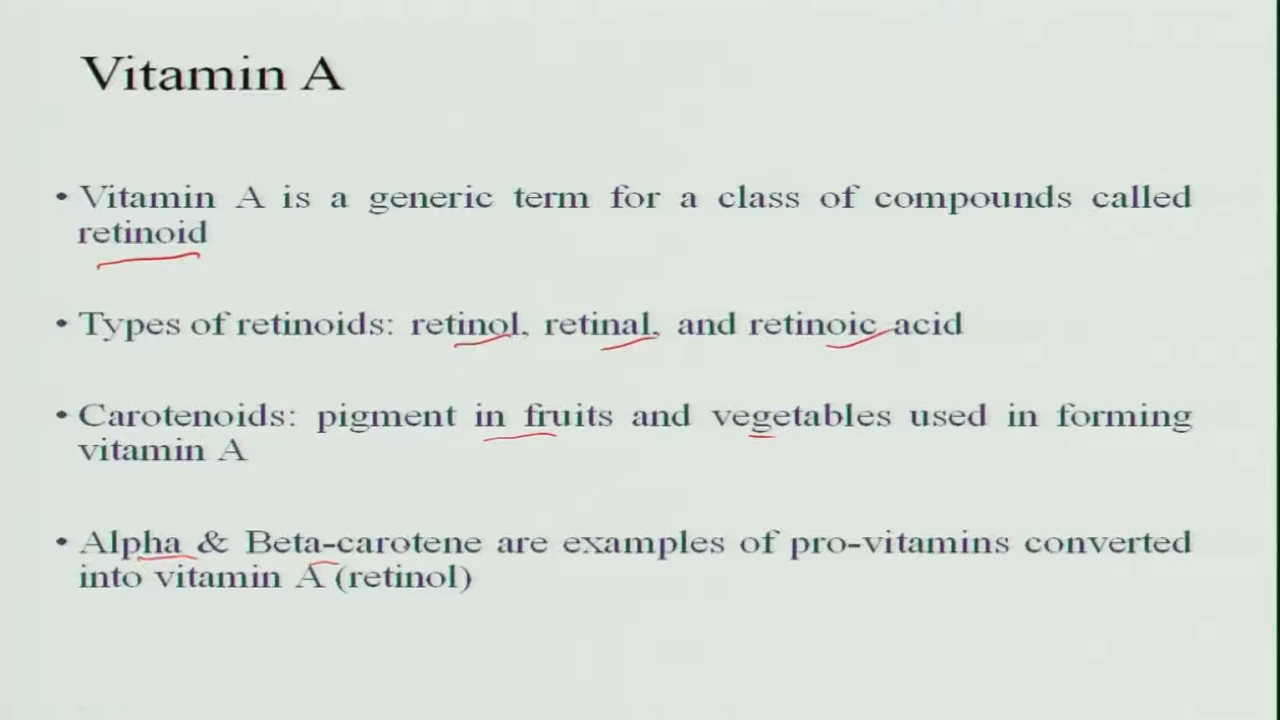 Vitamin A
• Vitamin A is a generic term for a class of compounds called
retinoid
• Types of retinoids: retinol, retinal, and retinoic acid
• Carotenoids: pigment in fruits and vegetables used in forming
vitamin A
• Alpha & Beta-carotene are examples of pro-vitamins converted
into vitamin A (retinol)